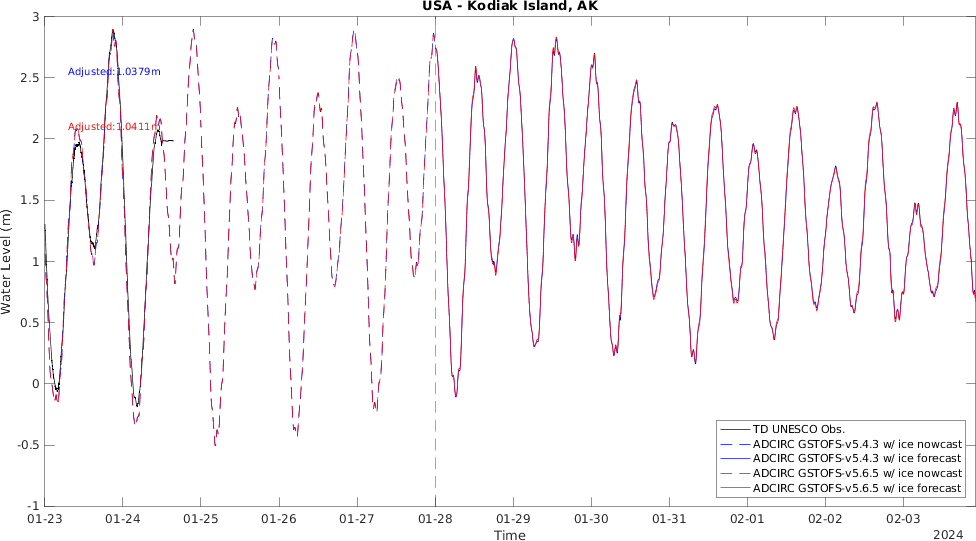 USA - Kodiak Island, AK
3
2.5
2
1.5
1
0.5
0
-0.5
-1
Water Level (m)
Adjusted:1.0379m
Adjusted:1.0411m
TD UNESCO Obs.
ADCIRC GSTOFS-v5.4.3 w/ ice nowcast
ADCIRC GSTOFS-v5.4.3 w/ ice forecast
ADCIRC GSTOFS-v5.6.5 w/ ice nowcast
ADCIRC GSTOFS-v5.6.5 w/ ice forecast
01-23 01-24 01-25 01-26 01-27 01-28 01-29 01-30 01-31 02-01 02-02 02-03
Time
2024